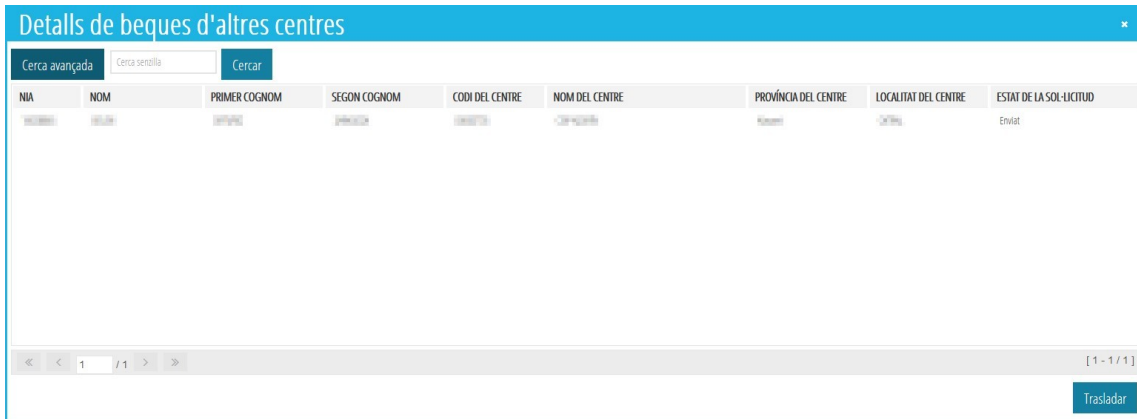 Detalls de beques d'altres centres
Cerca avançada Cerca senzilla Cercar
NIA NOM PRIMER COGNOM SEGON COGNOM CODI DEL CENTRE NOM DEL CENTRE PROVÍNCIA DEL CENTRE LOCALITAT DEL CENTRE ESTAT DE LA SOL·LICITUD
Enviat
1 / 1 [ 1 - 1 / 1 ]
Trasladar